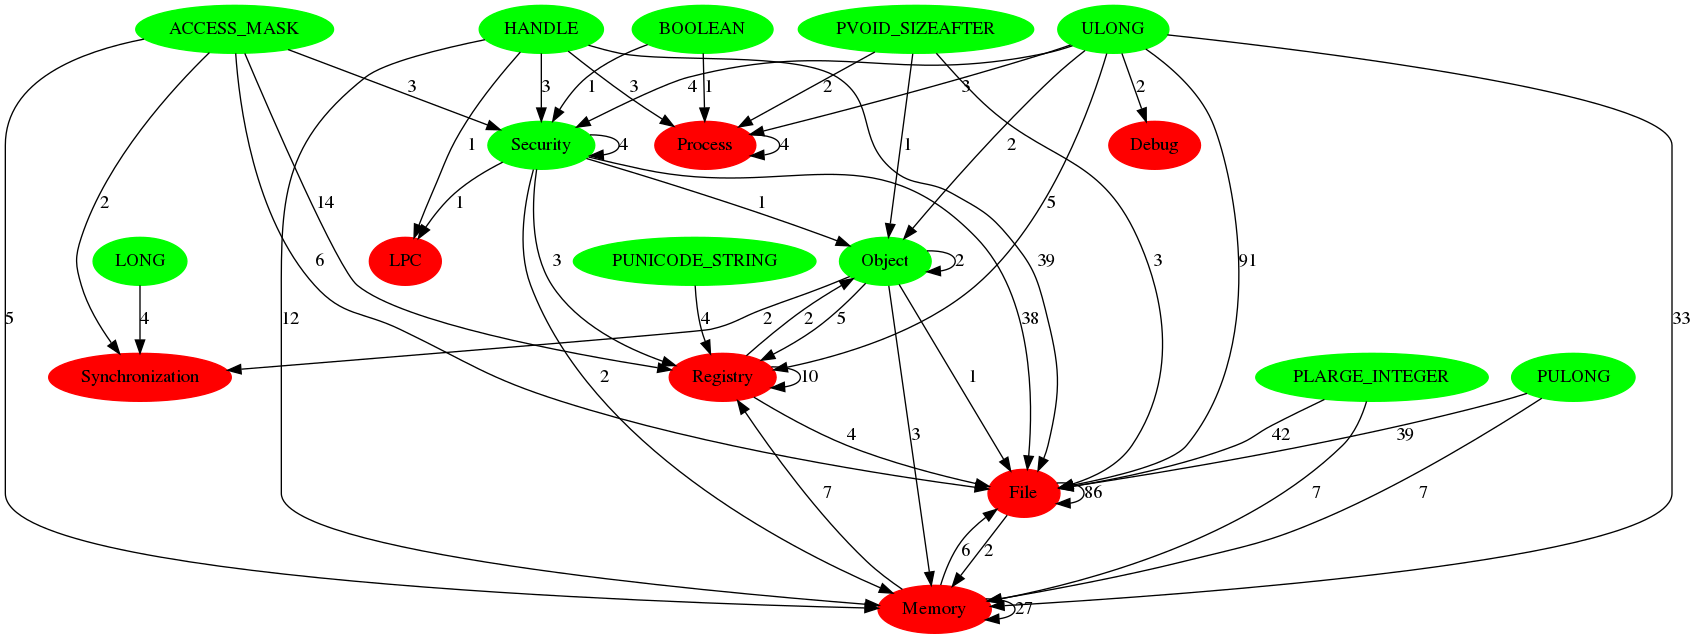 ACCESS_MASK HANDLE BOOLEAN PVOID_SIZEAFTER ULONG
3 3 3 1 1 4 2 3 2
Security 4 Process 4 1 1 2 Debug
2 14 1 1 5
LONG LPC 3 PUNICODE_STRING Object 2 39 3 91
6
5 4 12 4 2 2 5 38 33
Synchronization 2 Registry 10 1 PLARGE_INTEGER PULONG
4 3 42 39
7 File 86 7 7
6 2
Memory 27